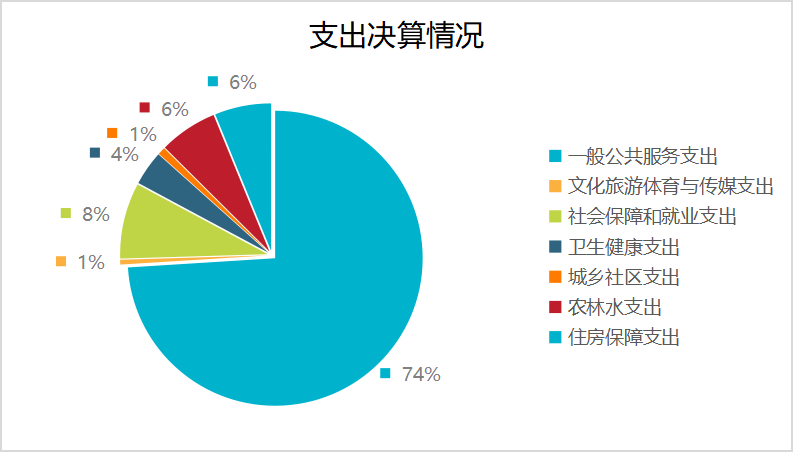 支出决算情况
6%
6%
1%
4%
8%
1%
74%
一般公共服务支出
文化旅游体育与传媒支出
社会保障和就业支出
卫生健康支出
城乡社区支出
农林水支出
住房保障支出